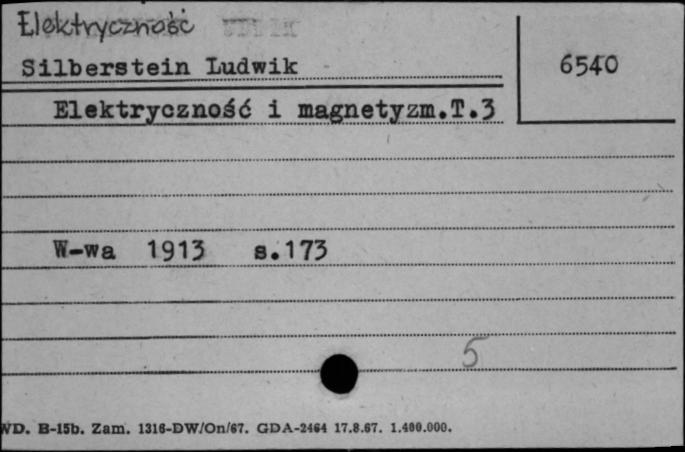 Elektryczność
Silberstein Ludwik
6540
Elektryczność i magnetyzm.T.3
W-wa 1913 s.173
5
WD. B-15b. Zam. 1316-DW/On/67. GDA-2464 17.8.67. 1.400.000.